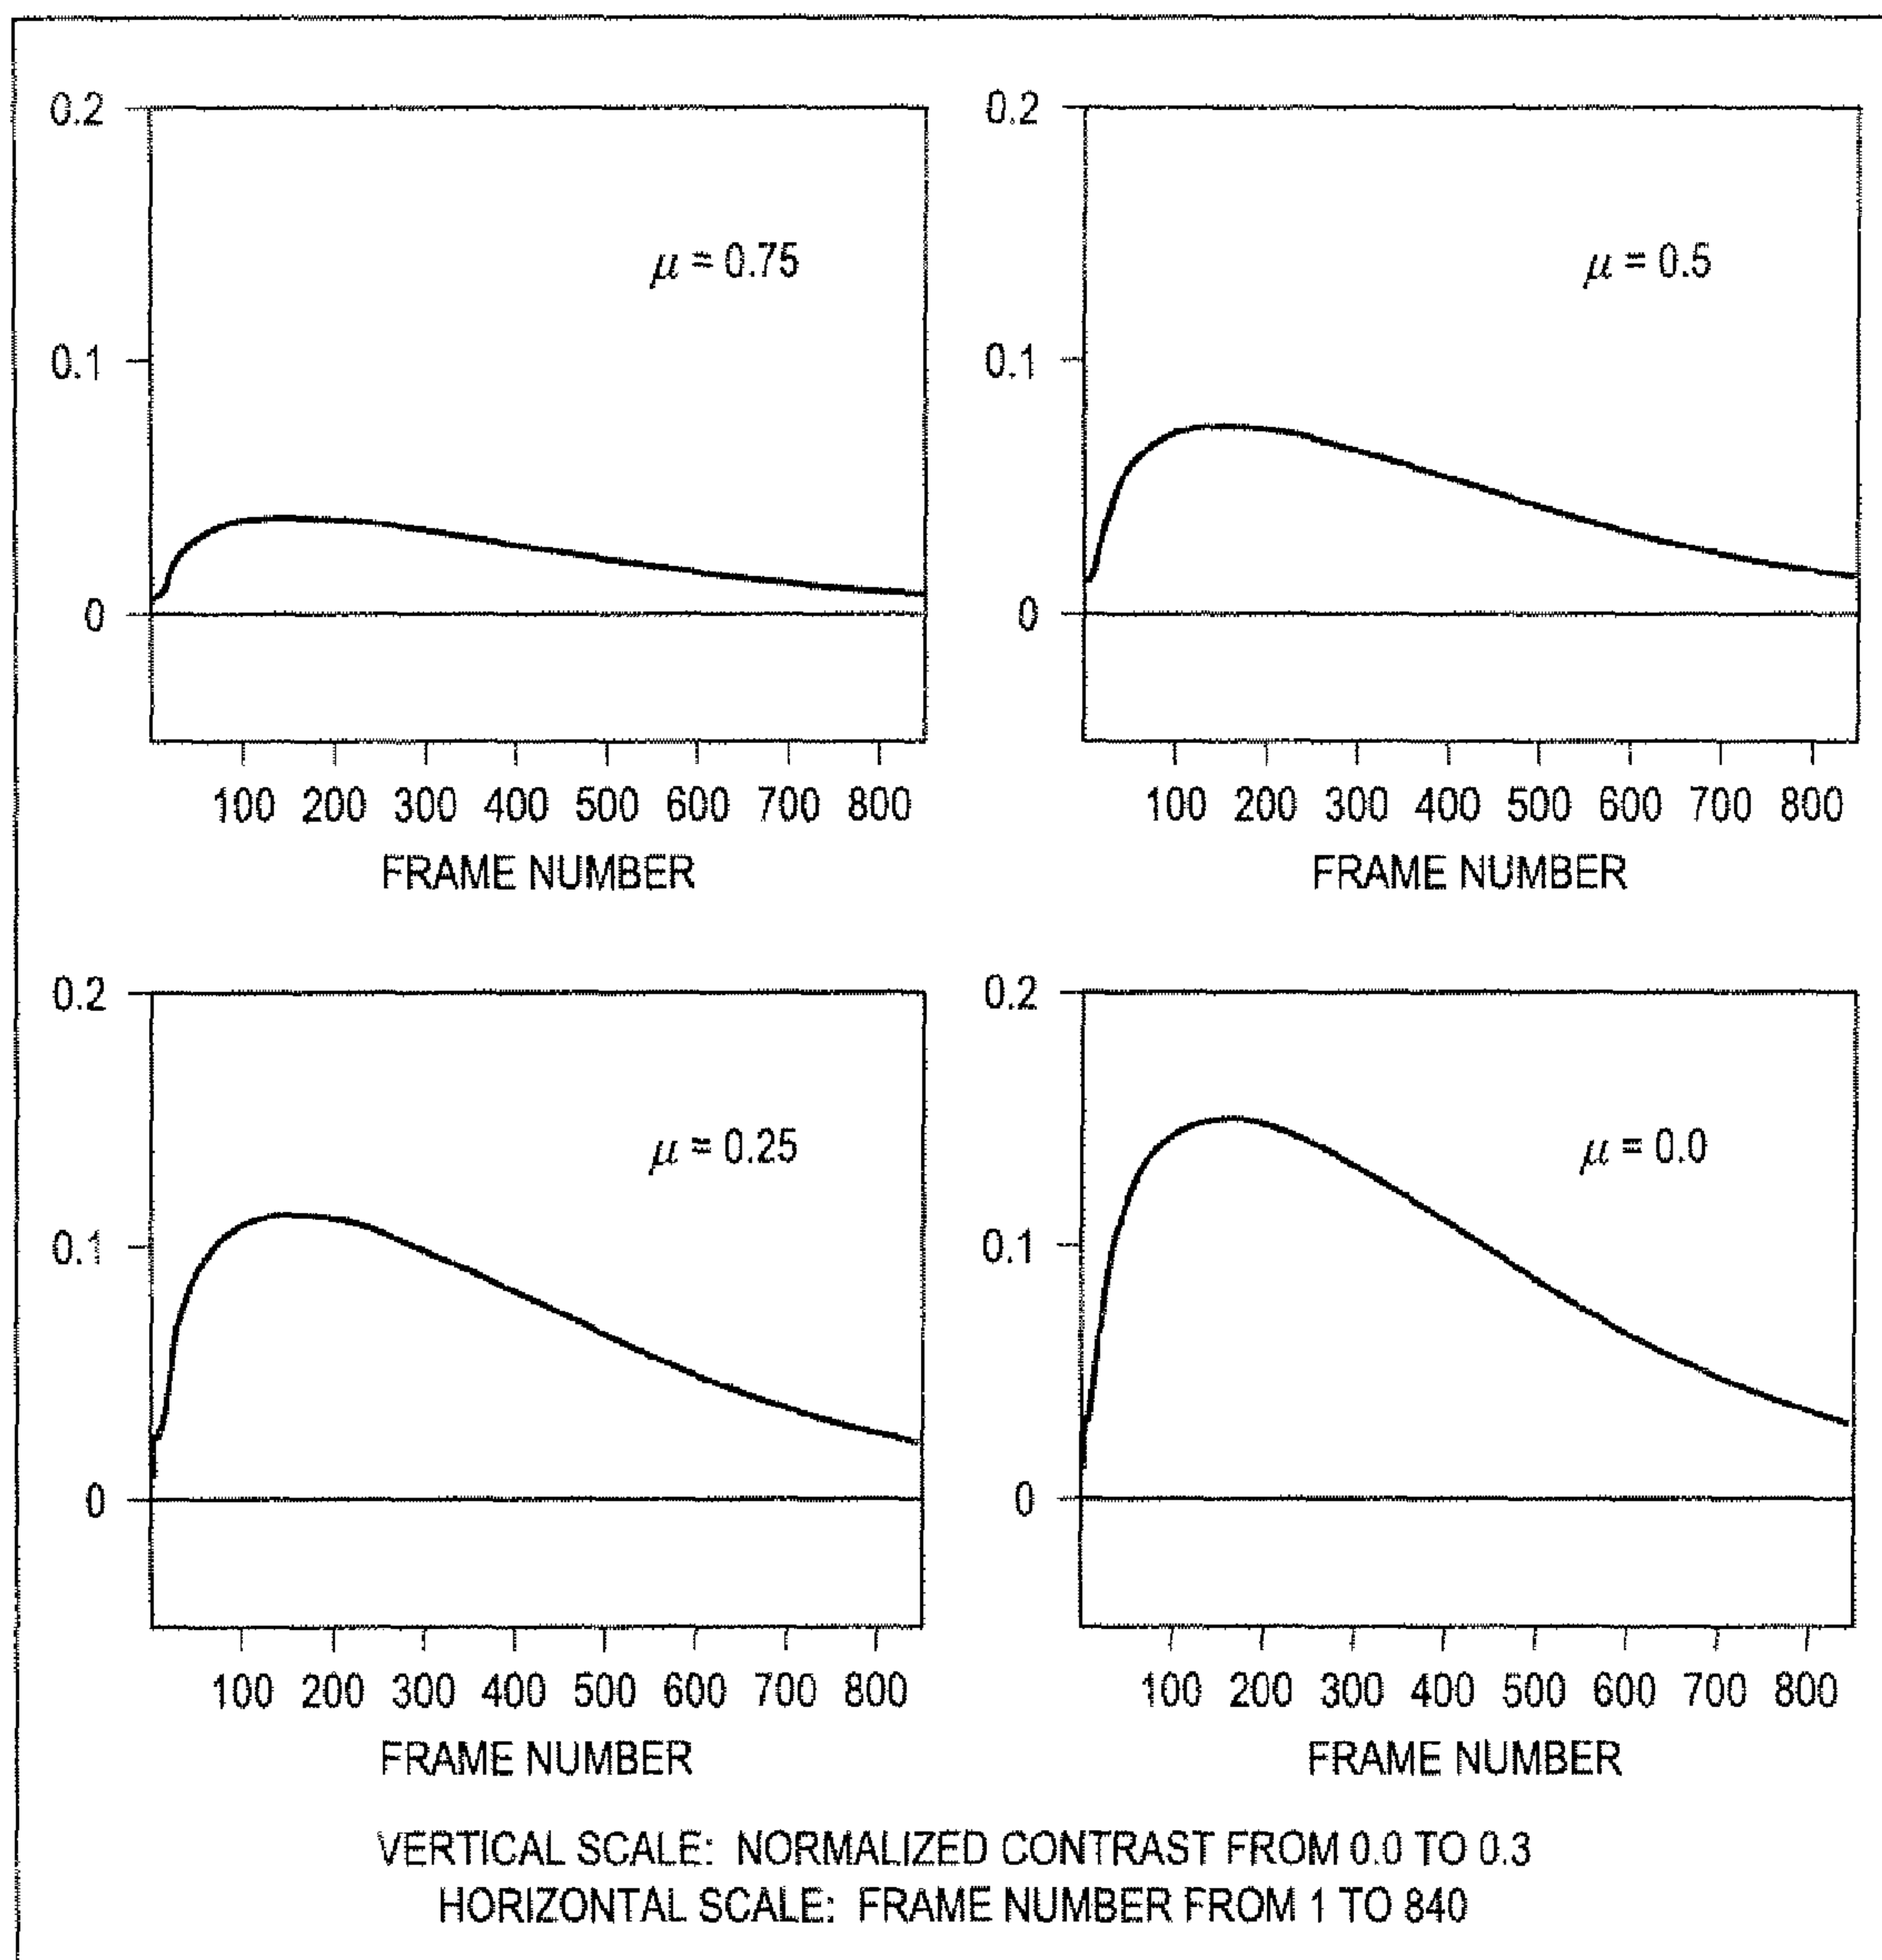 0.2
μ = 0.75
0.1
0
100 200 300 400 500 600 700 800
FRAME NUMBER
0.2
μ = 0.5
0.1
0
100 200 300 400 500 600 700 800
FRAME NUMBER
0.2
μ = 0.25
0.1
0
100 200 300 400 500 600 700 800
FRAME NUMBER
0.2
μ = 0.0
0.1
0
100 200 300 400 500 600 700 800
FRAME NUMBER
VERTICAL SCALE: NORMALIZED CONTRAST FROM 0.0 TO 0.3
HORIZONTAL SCALE: FRAME NUMBER FROM 1 TO 840